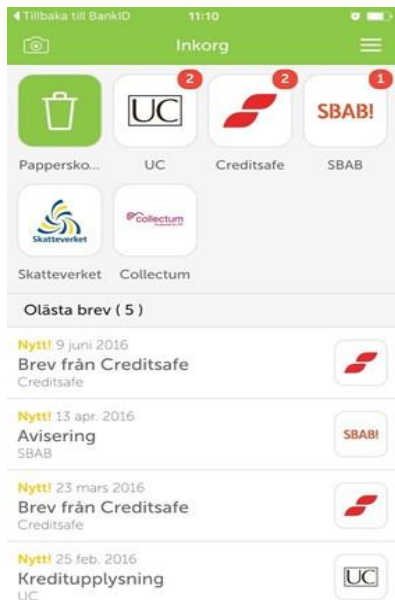 Tillbaka till BankID 11:10
Inkorg
2 2 1
UC SBAB!
Pappersko... UC Creditsafe SBAB
Skatteverket Collectum
Skatteverket Collectum
Olästa brev ( 5 )
Nytt! 9 juni 2016
Brev från Creditsafe
Creditsafe
Nytt! 13 apr. 2016
Avisering
SBAB
SBAB!
Nytt! 23 mars 2016
Brev från Creditsafe
Creditsafe
Nytt! 25 feb. 2016
Kreditupplysning
UC
UC